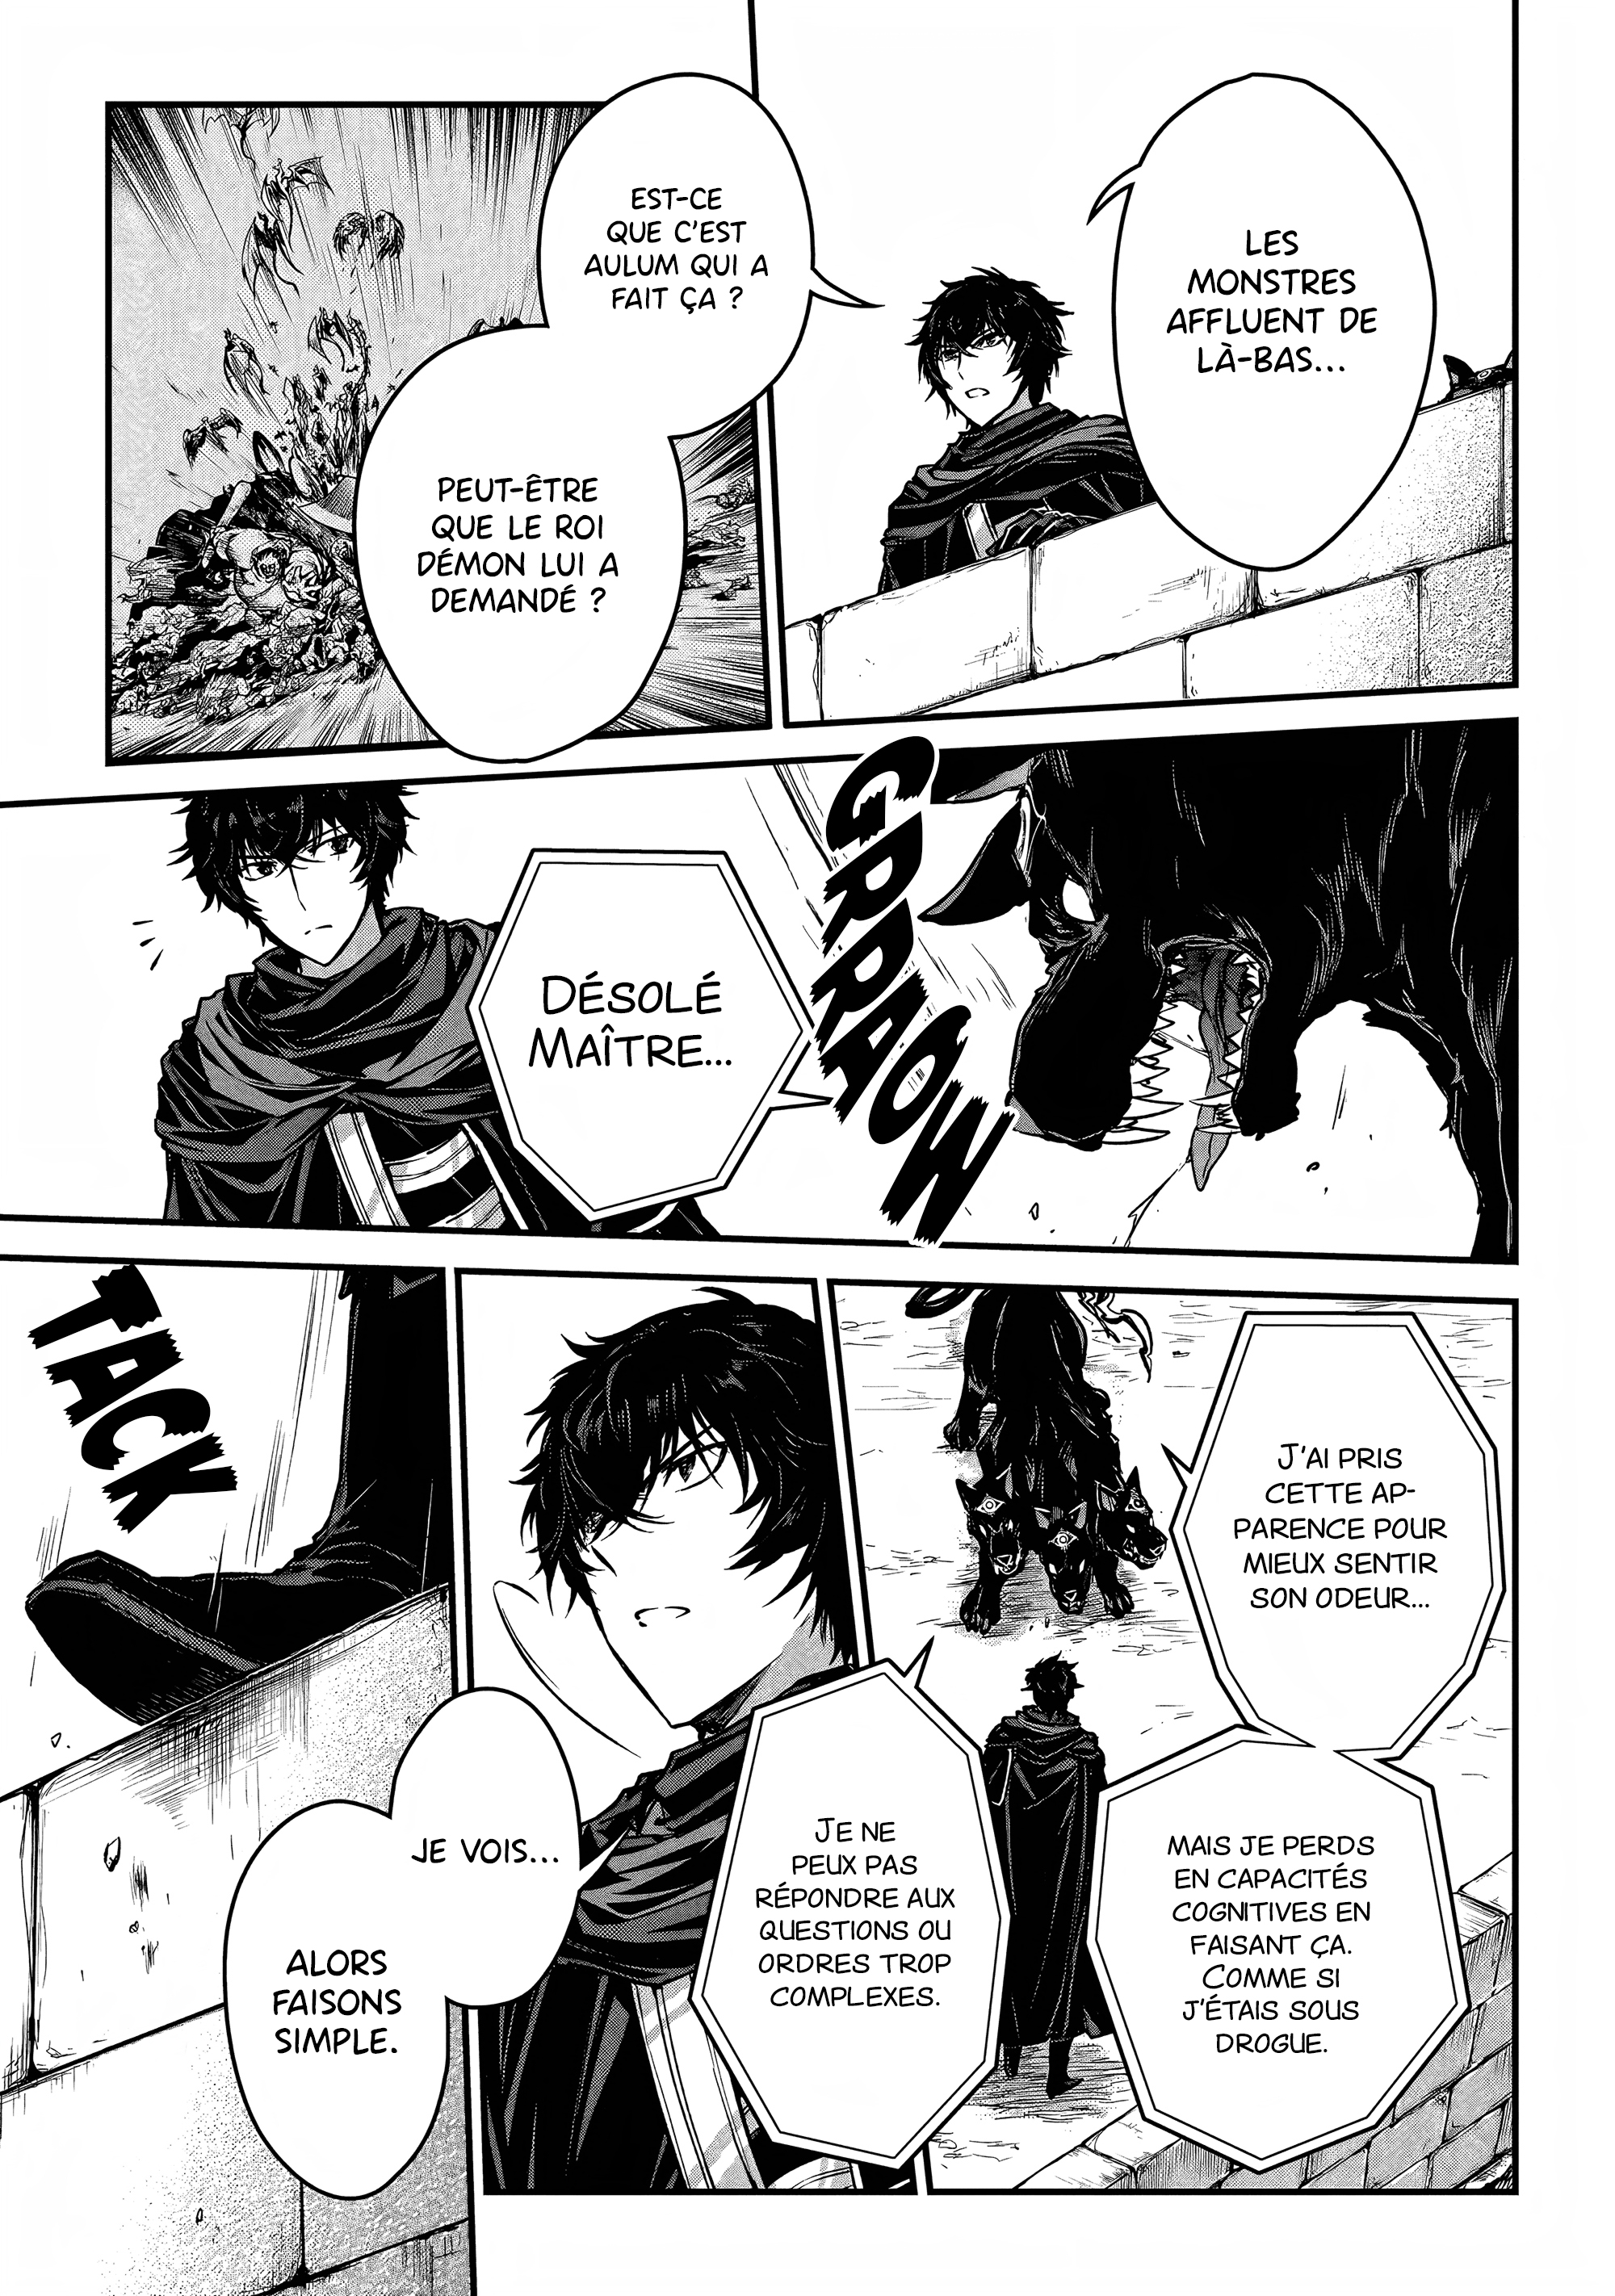 LES
MONSTRES
AFFLUENT DE
LÀ-BAS...
EST-CE
QUE C'EST
AULUM QUI A
FAIT ÇA ?
PEUT-ÊTRE
QUE LE ROI
DÉMON LUI A
DEMANDÉ ?
GRRRAOW
DÉSOLÉ
MAÎTRE...
J'AI PRIS
CETTE AP-
PARENCE POUR
MIEUX SENTIR
SON ODEUR...
MAIS JE PERDS
EN CAPACITÉS
COGNITIVES EN
FAISANT ÇA.
COMME SI
J'ÉTAIS SOUS
DROGUE.
JE NE
PEUX PAS
RÉPONDRE AUX
QUESTIONS OU
ORDRES TROP
COMPLEXES.
JE VOIS...
ALORS
FAISONS
SIMPLE.
TACK